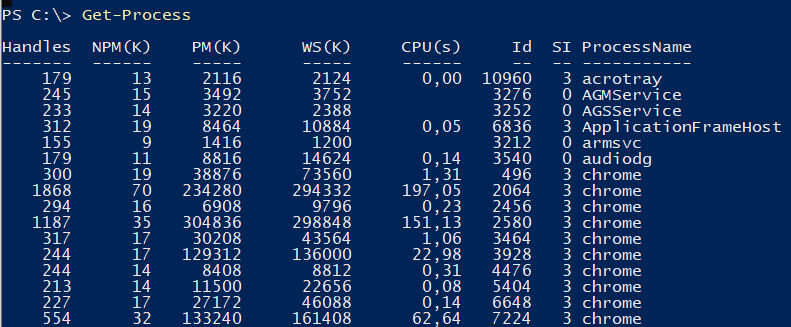 PS C:\> Get-Process
Handles NPM(K) PM(K) WS(K) CPU(s) Id SI ProcessName
------- ------ ----- ----- ------ -- -- -----------
179 13 2116 2124 0,00 10960 3 acrotray
245 15 3492 3752 3276 0 AGMService
233 14 3220 2388 3252 0 AGSService
312 19 8464 10884 0,05 6836 3 ApplicationFrameHost
155 9 1416 1200 3212 0 armsvc
179 11 8816 14624 0,14 3540 0 audiodg
300 19 38876 73560 1,31 496 3 chrome
1868 70 234280 294332 197,05 2064 3 chrome
294 16 6908 9796 0,23 2456 3 chrome
1187 35 304836 298848 151,13 2580 3 chrome
317 17 30208 43564 1,06 3464 3 chrome
244 17 129312 136000 22,98 3928 3 chrome
244 14 8408 8812 0,31 4476 3 chrome
213 14 11500 22656 0,08 5404 3 chrome
227 17 27172 46088 0,14 6648 3 chrome
554 32 133240 161408 62,64 7224 3 chrome